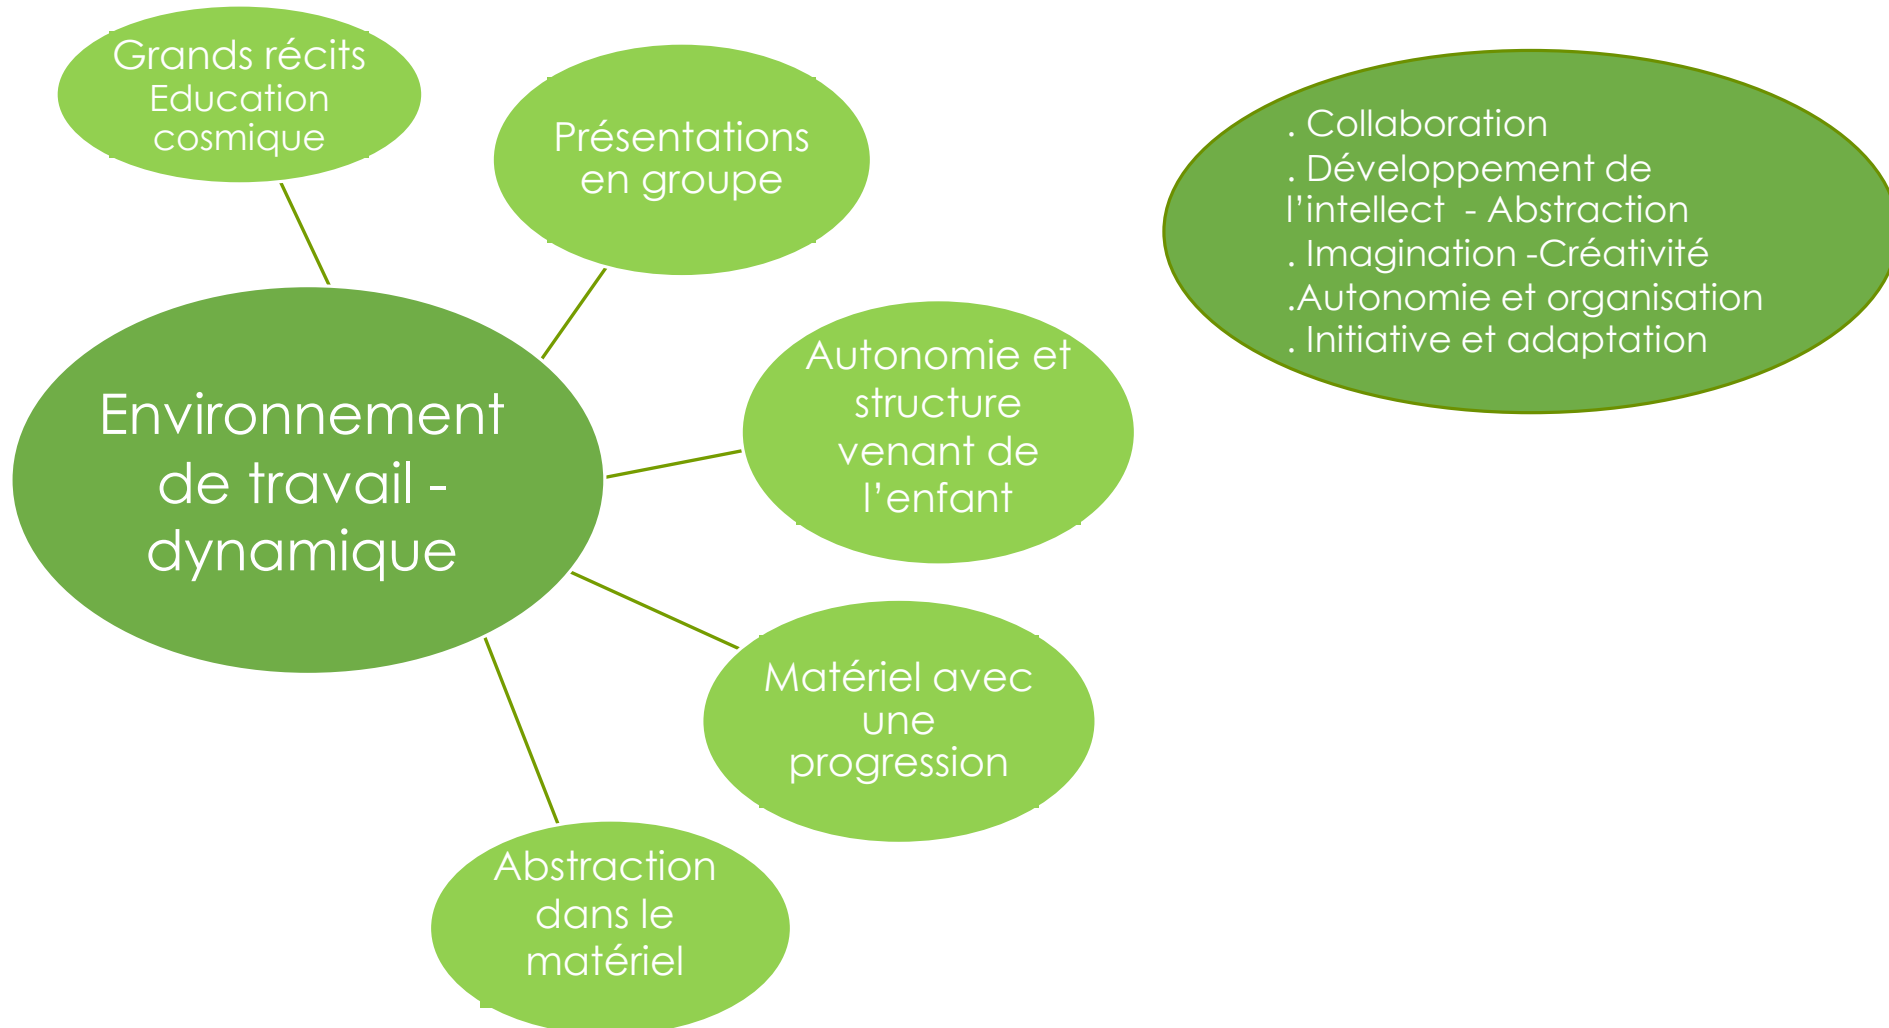 Grands récits
Education
cosmique
Présentations
en groupe
Autonomie et
structure
venant de
l’enfant
Environnement
de travail -
dynamique
Matériel avec
une
progression
Abstraction
dans le
matériel
. Collaboration
. Développement de
l’intellect  - Abstraction
. Imagination -Créativité
.Autonomie et organisation
. Initiative et adaptation